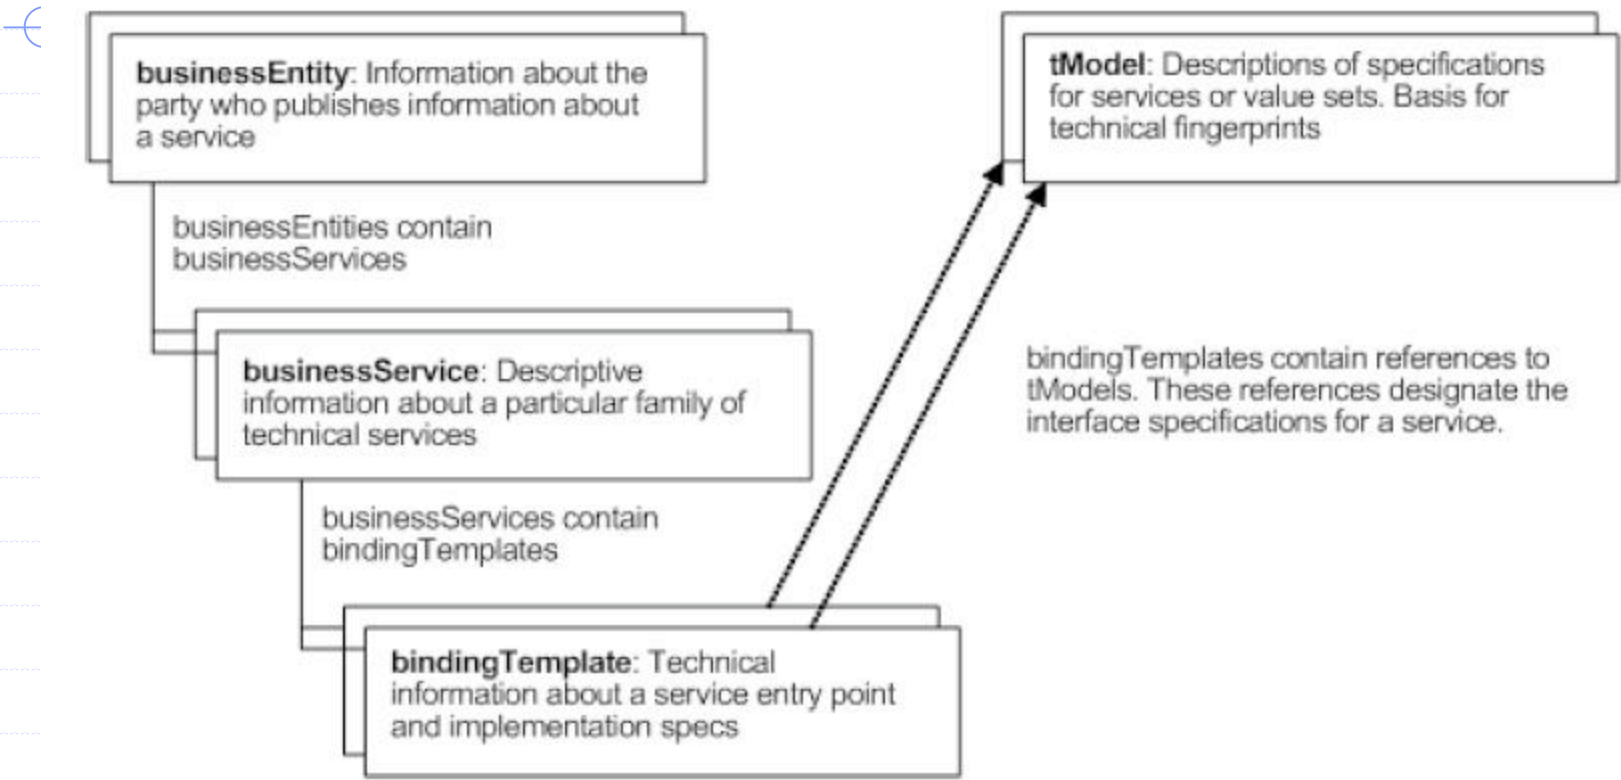 businessEntity: Information about the
party who publishes information about
a service
tModel: Descriptions of specifications
for services or value sets. Basis for
technical fingerprints
businessEntities contain
businessServices
businessService: Descriptive
information about a particular family of
technical services
bindingTemplates contain references to
tModels. These references designate the
interface specifications for a service.
businessServices contain
bindingTemplates
bindingTemplate: Technical
information about a service entry point
and implementation specs